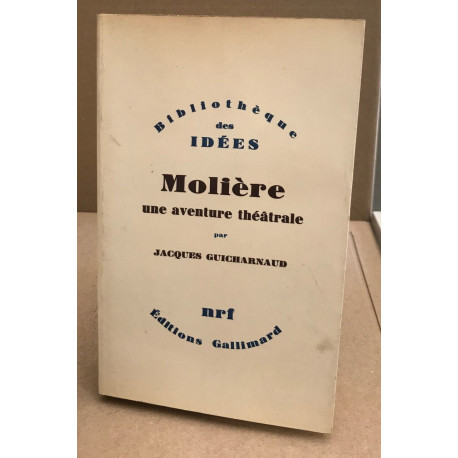 Bibliothèque
des
IDÉES
Molière
une aventure théâtrale
par
JACQUES GUICHARNAUD
nrf
Éditions Gallimard